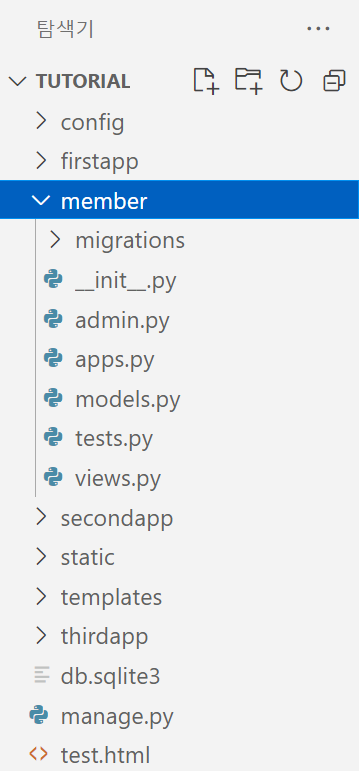 탐색기
TUTORIAL
config
firstapp
member
migrations
__init__.py
admin.py
apps.py
models.py
tests.py
views.py
secondapp
static
templates
thirdapp
db.sqlite3
manage.py
test.html